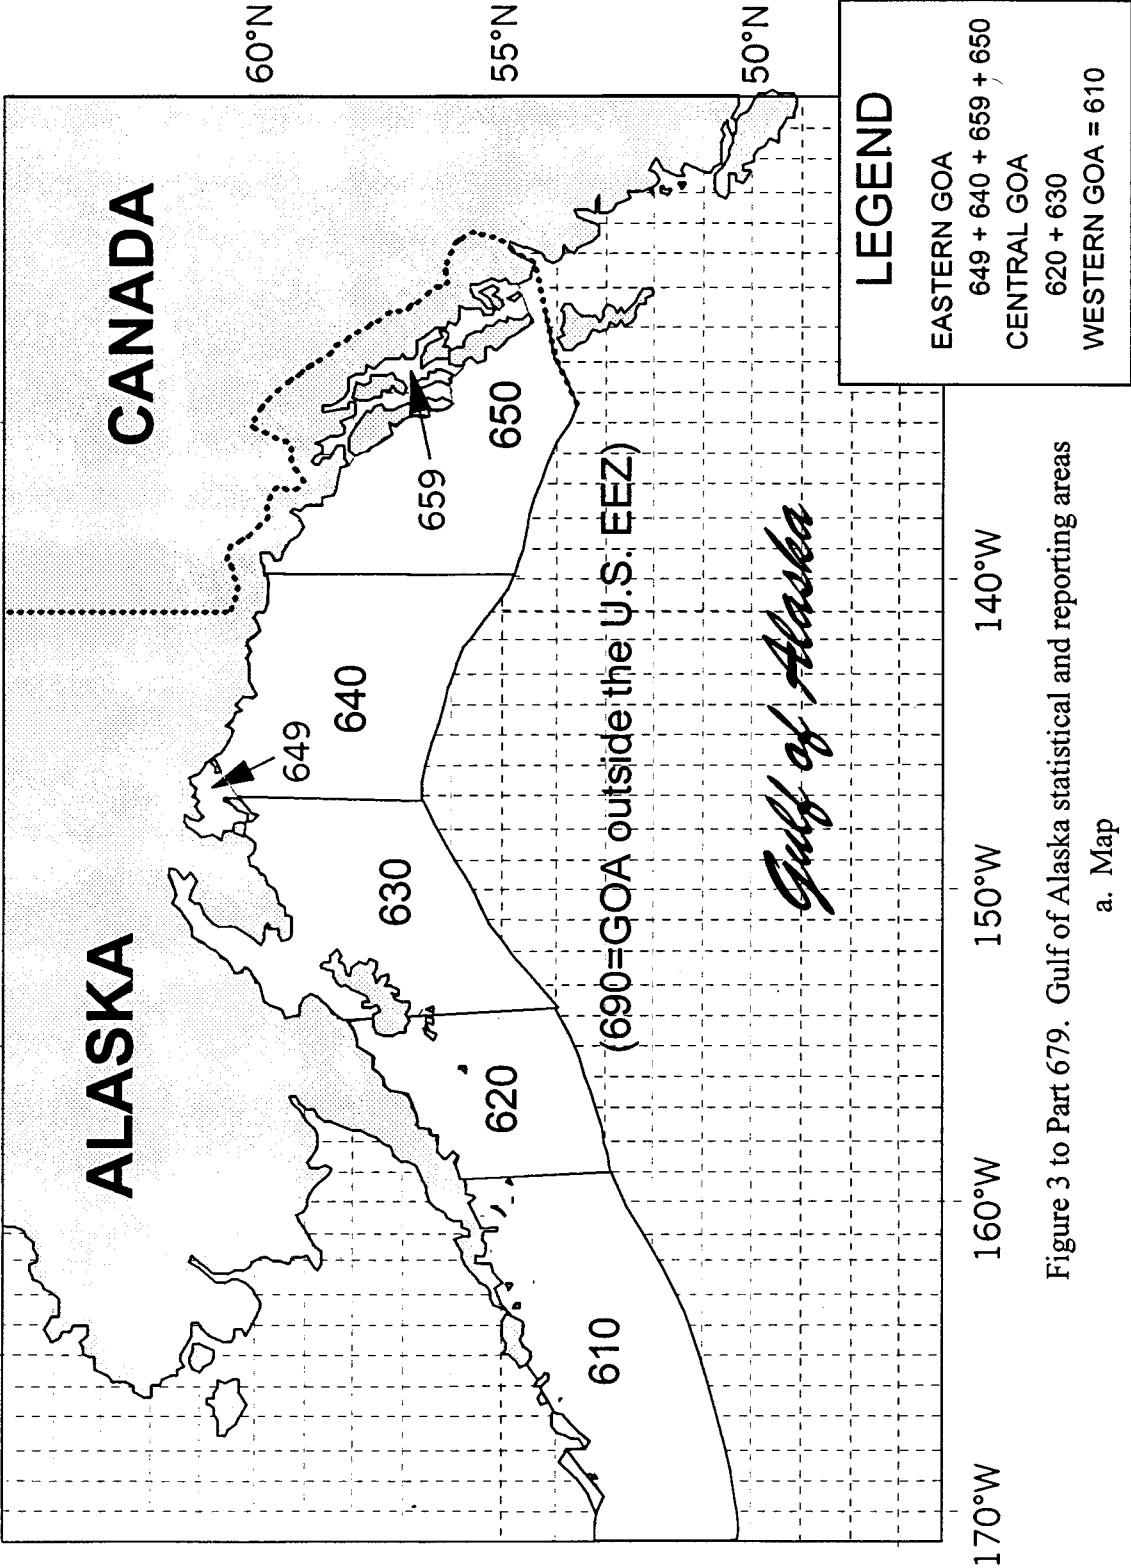 ALASKA
CANADA
60°N
55°N
50°N
649
640
630
659
650
620
610
(690=GOA outside the U.S. EEZ)
Gulf of Alaska
170°W
160°W
150°W
140°W
LEGEND
EASTERN GOA
649 + 640 + 659 + 650
CENTRAL GOA
620 + 630
WESTERN GOA = 610
Figure 3 to Part 679. Gulf of Alaska statistical and reporting areas
a. Map